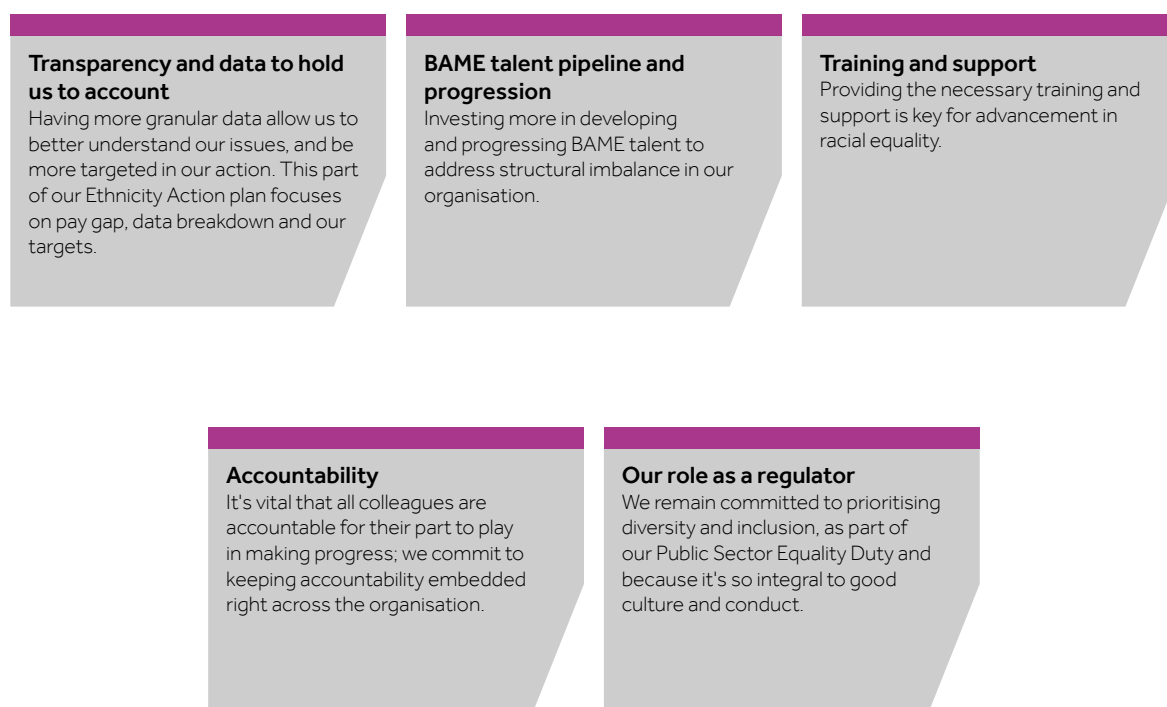 Transparency and data to hold
us to account
Having more granular data allow us to
better understand our issues, and be
more targeted in our action. This part
of our Ethnicity Action plan focuses
on pay gap, data breakdown and our
targets.
BAME talent pipeline and
progression
Investing more in developing
and progressing BAME talent to
address structural imbalance in our
organisation.
Training and support
Providing the necessary training and
support is key for advancement in
racial equality.
Accountability
It's vital that all colleagues are
accountable for their part to play
in making progress; we commit to
keeping accountability embedded
right across the organisation.
Our role as a regulator
We remain committed to prioritising
diversity and inclusion, as part of
our Public Sector Equality Duty and
because it's so integral to good
culture and conduct.